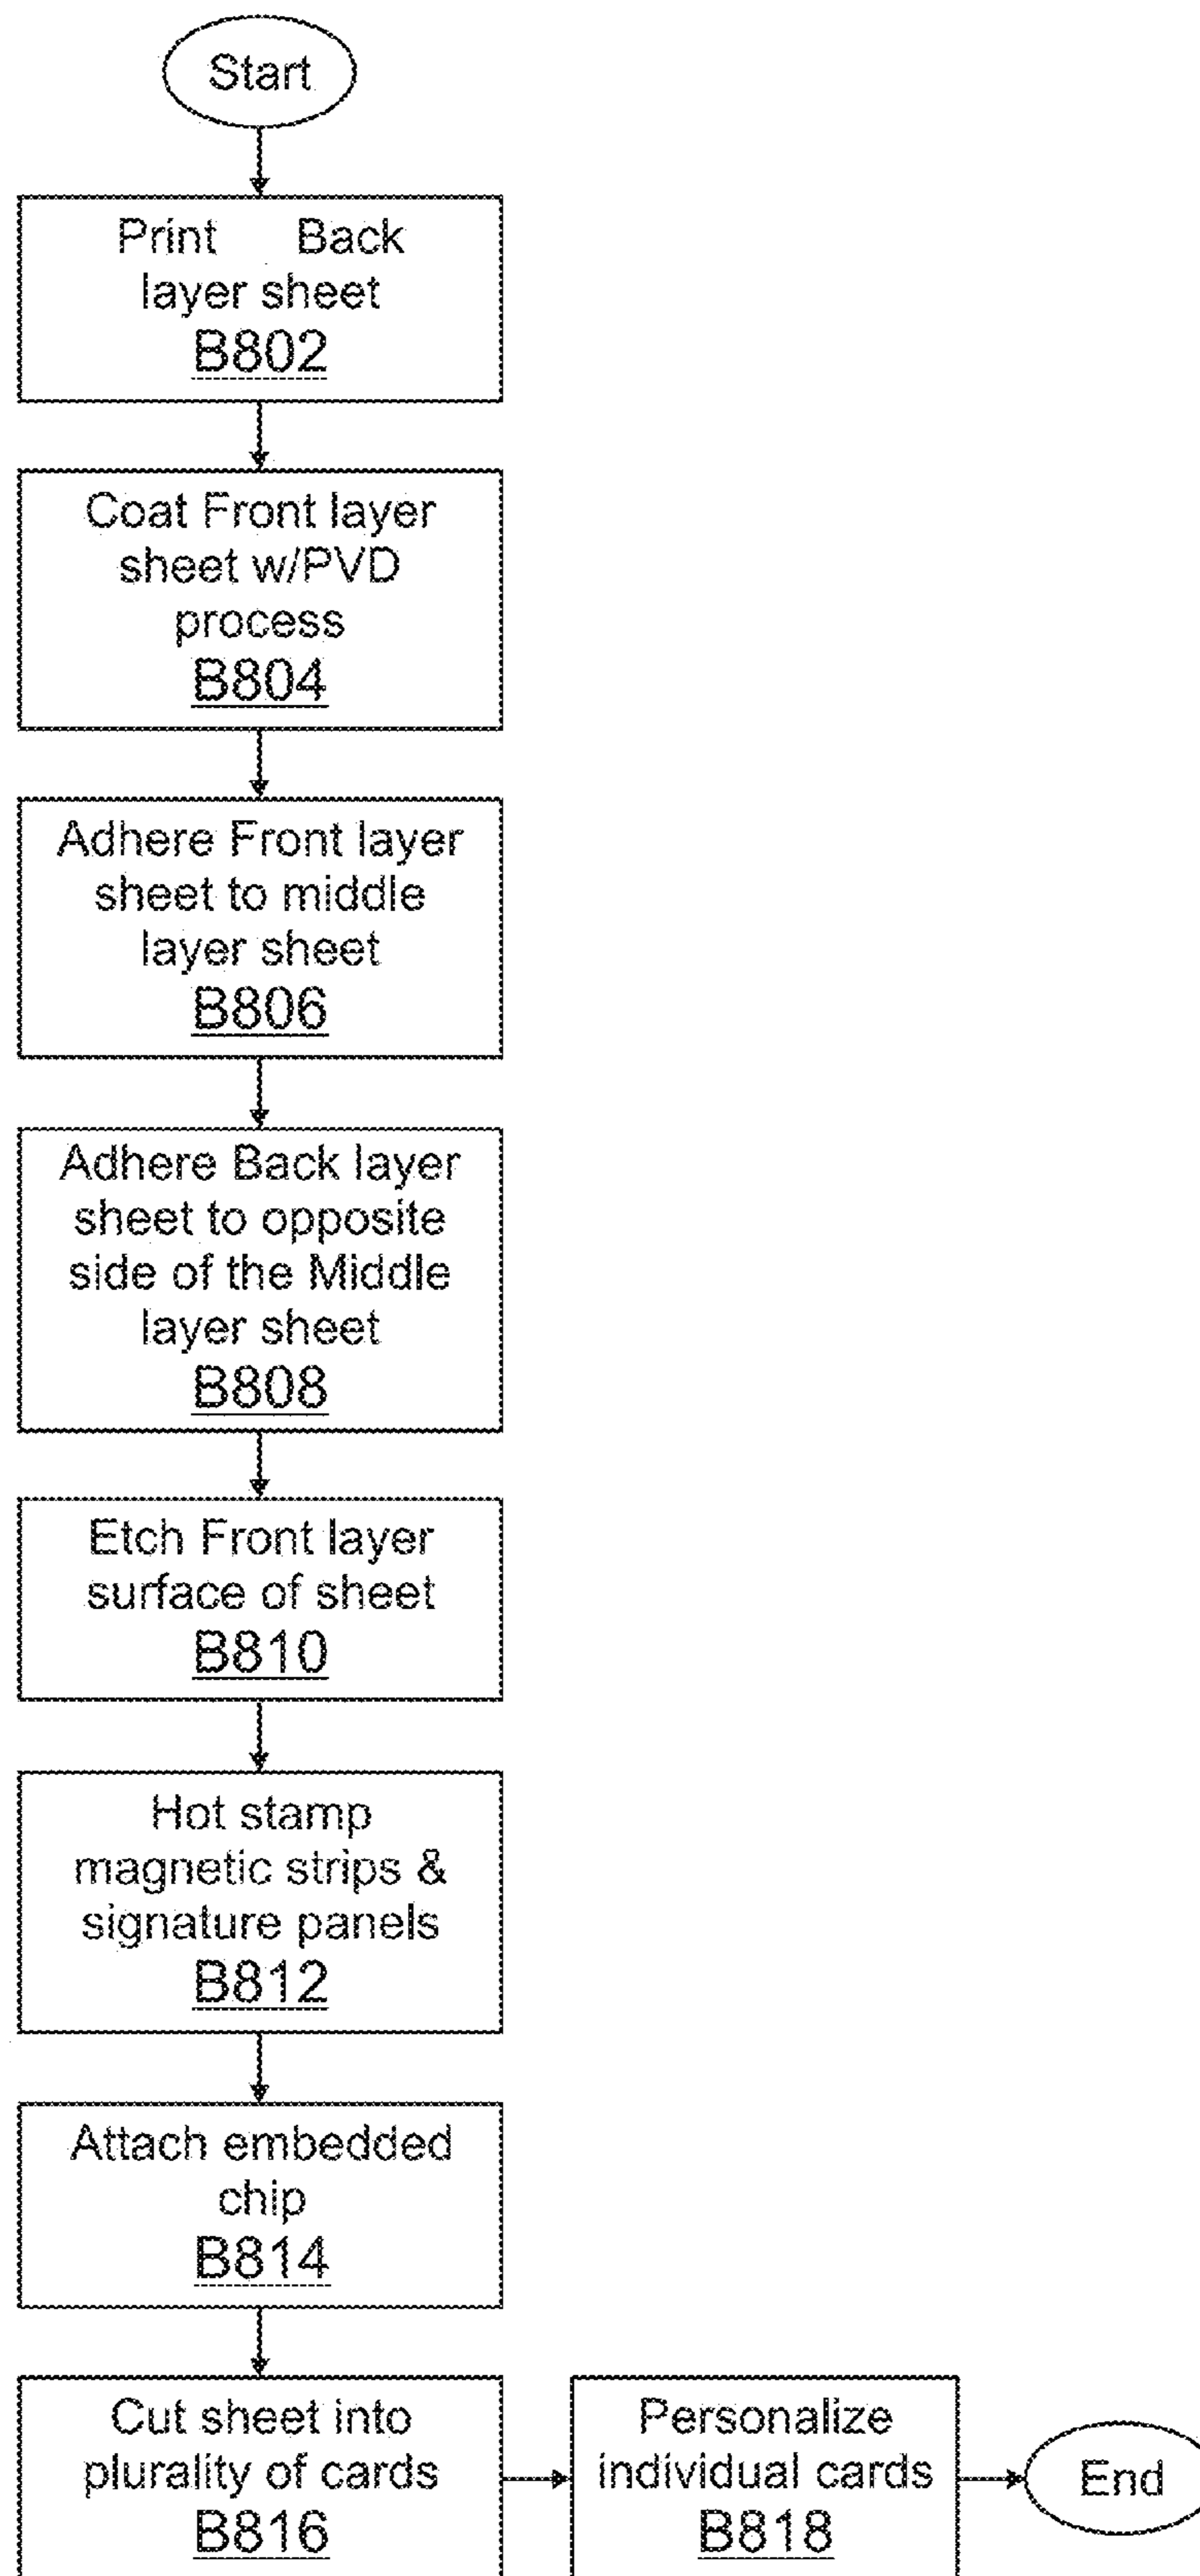 Start
Print Back
layer sheet
B802
Coat Front layer
sheet w/PVD
process
B804
Adhere Front layer
sheet to middle
layer sheet
B806
Adhere Back layer
sheet to opposite
side of the Middle
layer sheet
B808
Etch Front layer
surface of sheet
B810
Hot stamp
magnetic strips &
signature panels
B812
Attach embedded
chip
B814
Cut sheet into
plurality of cards
B816
Personalize
individual cards
B818
End